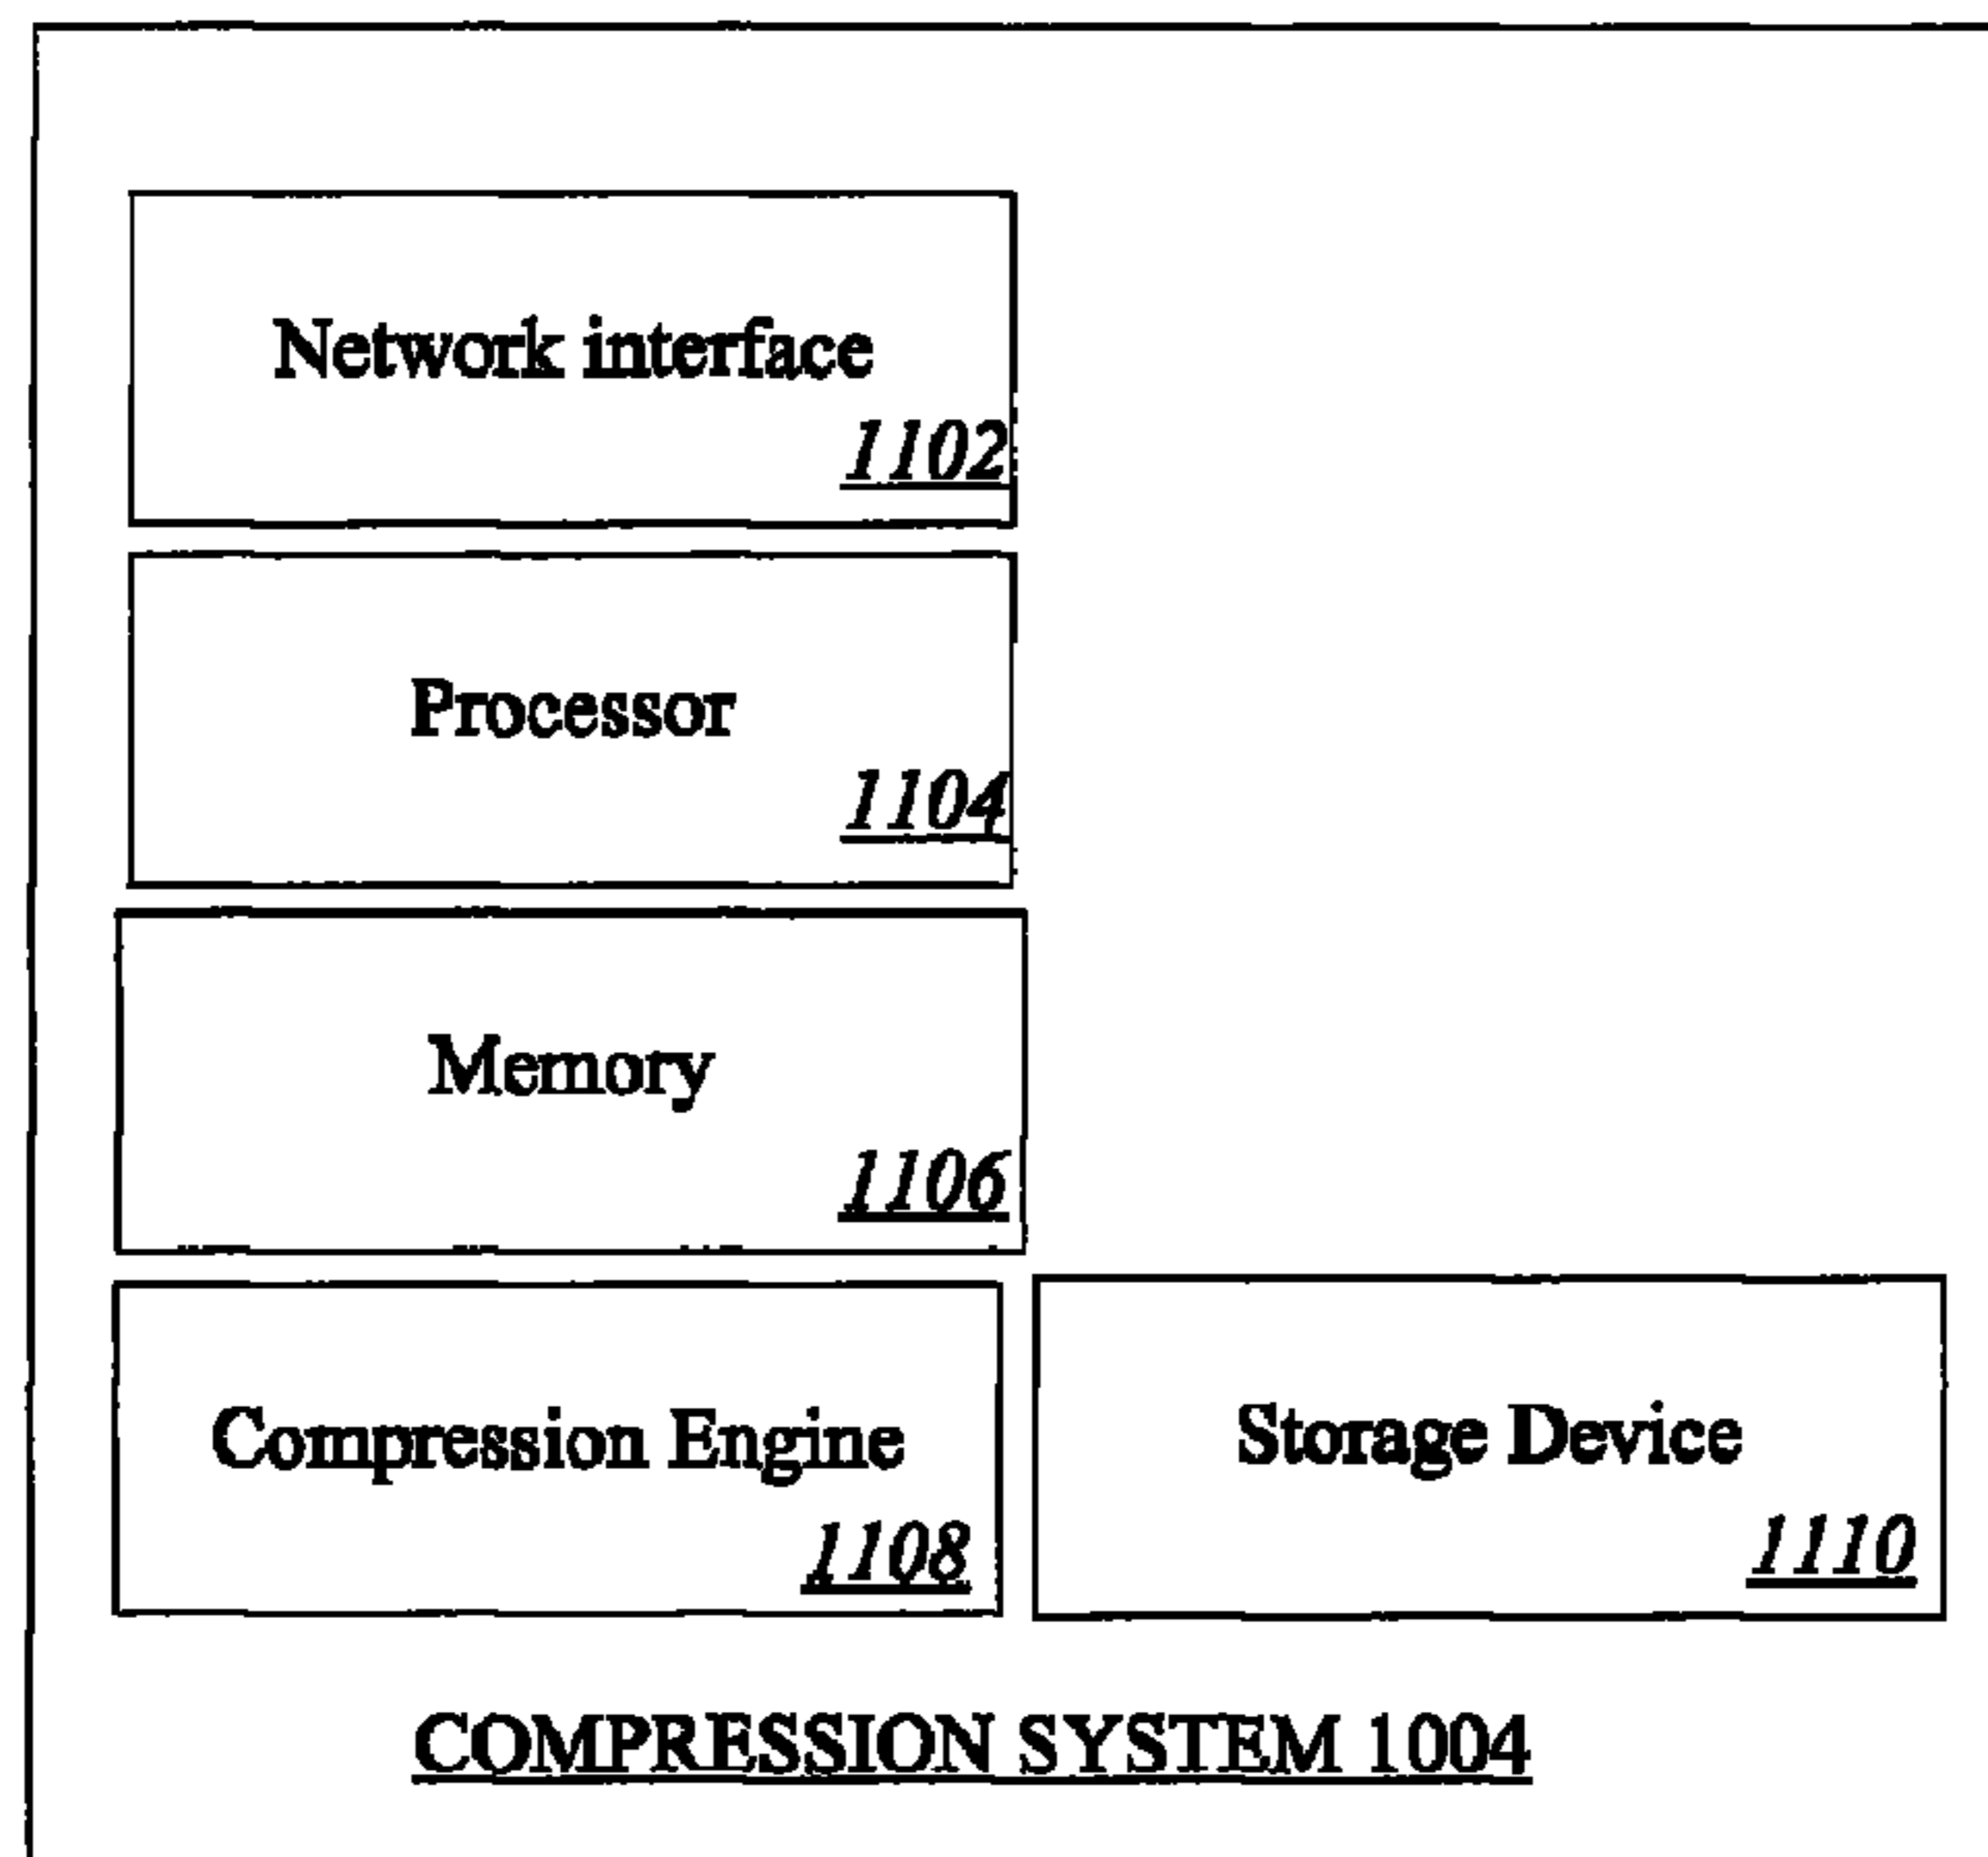 Network interface
1102
Processor
1104
Memory
1106
Compression Engine
1108
Storage Device
1110
COMPRESSION SYSTEM 1004